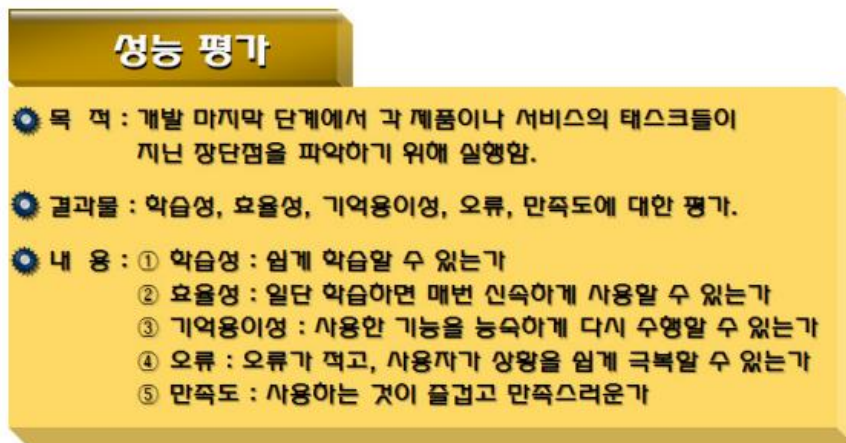 성능 평가
목 적 : 개발 마지막 단계에서 각 제품이나 서비스의 태스크들이
지닌 장단점을 파악하기 위해 실행함.
결과물 : 학습성, 효율성, 기억용이성, 오류, 만족도에 대한 평가.
내 용 : ① 학습성 : 쉽게 학습할 수 있는가
② 효율성 : 일단 학습하면 매번 신속하게 사용할 수 있는가
③ 기억용이성 : 사용한 기능을 능숙하게 다시 수행할 수 있는가
④ 오류 : 오류가 적고, 사용자가 상황을 쉽게 극복할 수 있는가
⑤ 만족도 : 사용하는 것이 즐겁고 만족스러운가